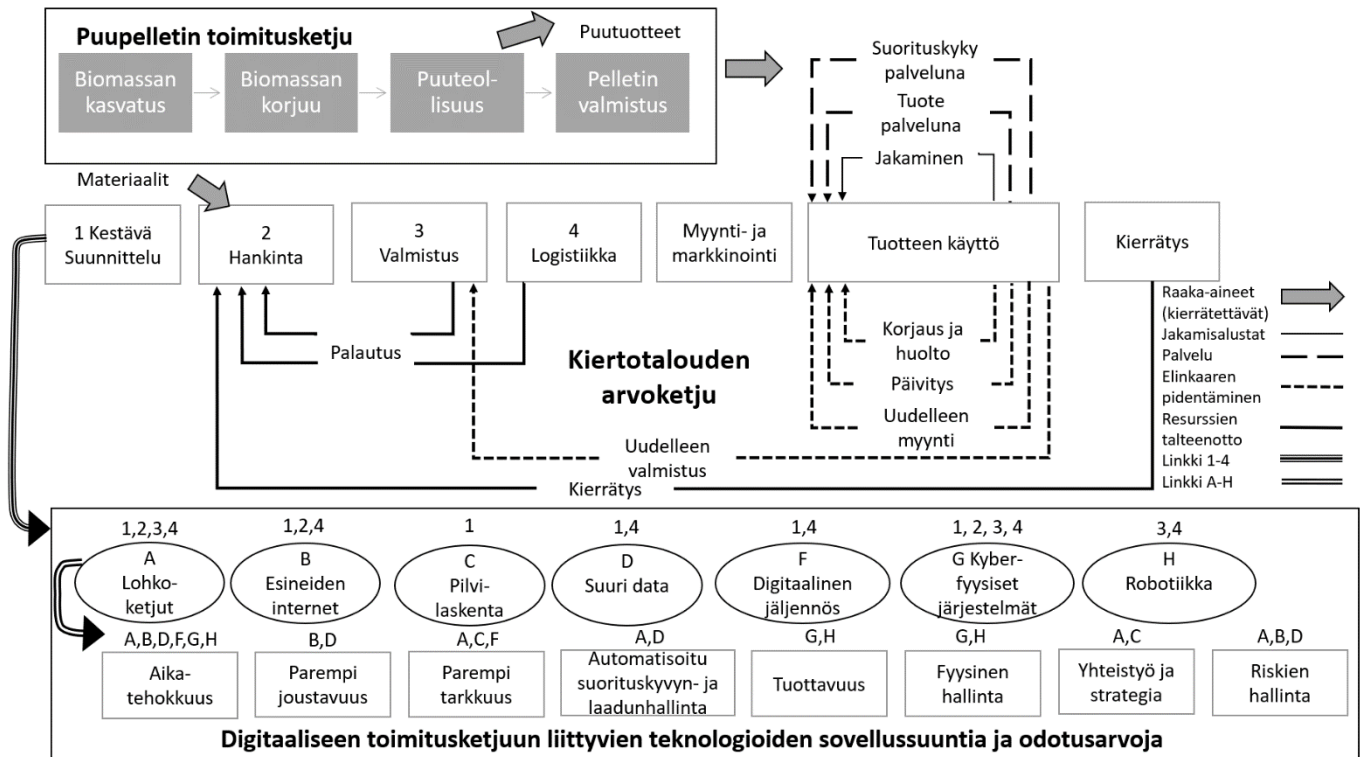 Puupelletin toimitusketju
Puutuotteet
Biomassan
kasvatus
Biomassan
korjuu
Puuteol-
lisuus
Pelletin
valmistus
Suorituskyky
palveluna
Tuote
palveluna
Jakaminen
Materiaalit
1 Kestävä
Suunnittelu
2
Hankinta
3
Valmistus
4
Logistiikka
Myynti- ja
markkinointi
Tuotteen käyttö
Kierrätys
Palautus
Kiertotalouden
arvoketju
Korjaus ja
huolto
Päivitys
Uudelleen
myynti
Uudelleen
valmistus
Kierrätys
Raaka-aineet
(kierrätettävät)
Jakamisalustat
Palvelu
Elinkaaren
pidentäminen
Resurssien
talteenotto
Linkki 1-4
Linkki A-H
1,2,3,4
A
Lohko-
ketjut
1,2,4
B
Esineiden
internet
1
C
Pilvi-
laskenta
1,4
D
Suuri data
1,4
F
Digitaalinen
jäljennös
1, 2, 3, 4
G Kyber-
fyysiset
järjestelmät
3,4
H
Robotiikka
A,B,D,F,G,H
Aika-
tehokkuus
B,D
Parempi
joustavuus
A,C,F
Parempi
tarkkuus
A,D
Automatisoitu
suorituskyvyn- ja
laadunhallinta
G,H
Tuottavuus
G,H
Fyysinen
hallinta
A,C
Yhteistyö ja
strategia
A,B,D
Riskien
hallinta
Digitaaliseen toimitusketjuun liittyvien teknologioiden sovellussuuntia ja odotusarvoja